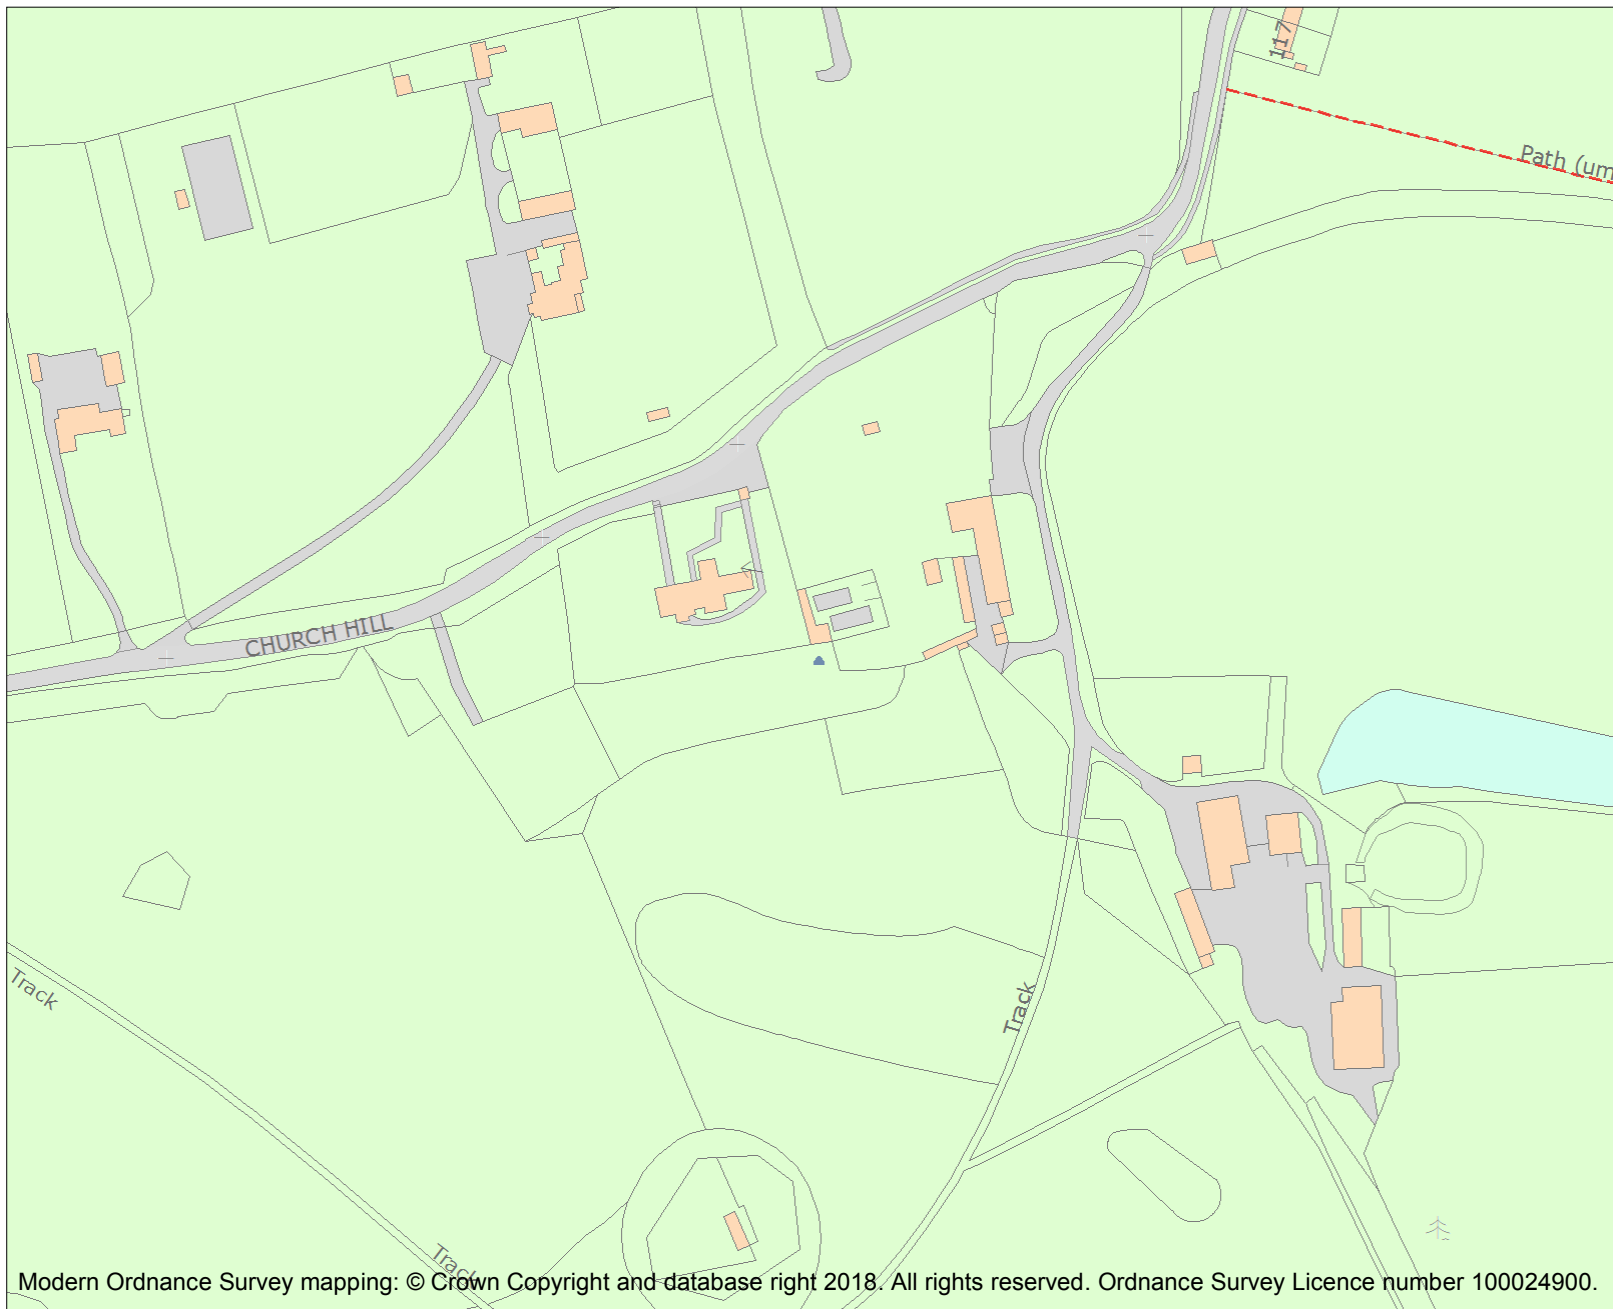 117
Path (um
CHURCH HILL
Track
Track
Track
Modern Ordnance Survey mapping: © Crown Copyright and database right 2018. All rights reserved. Ordnance Survey Licence number 100024900.